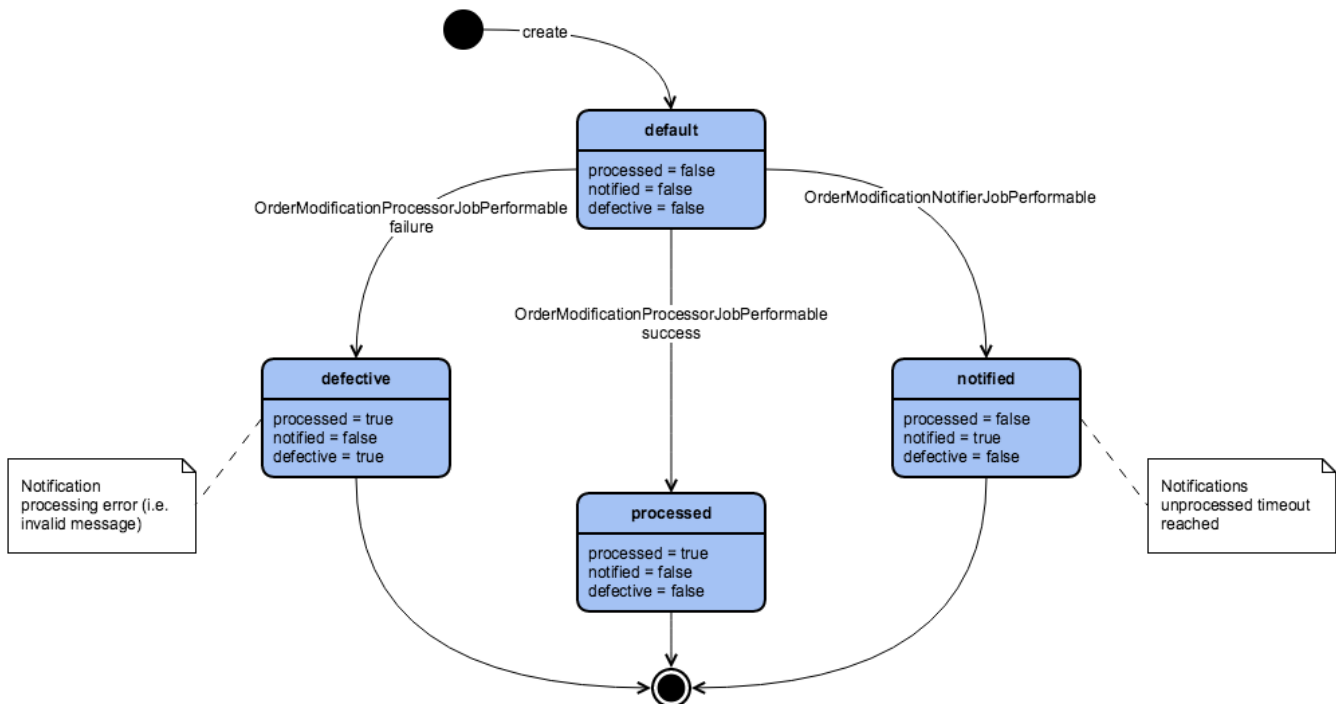 create
default
processed = false
notified = false
defective = false
OrderModificationProcessorJobPerformable
failure
OrderModificationNotifierJobPerformable
OrderModificationProcessorJobPerformable
success
defective
processed = true
notified = false
defective = true
notified
processed = false
notified = true
defective = false
Notification
processing error (i.e.
invalid message)
Notifications
unprocessed timeout
reached
processed
processed = true
notified = false
defective = false